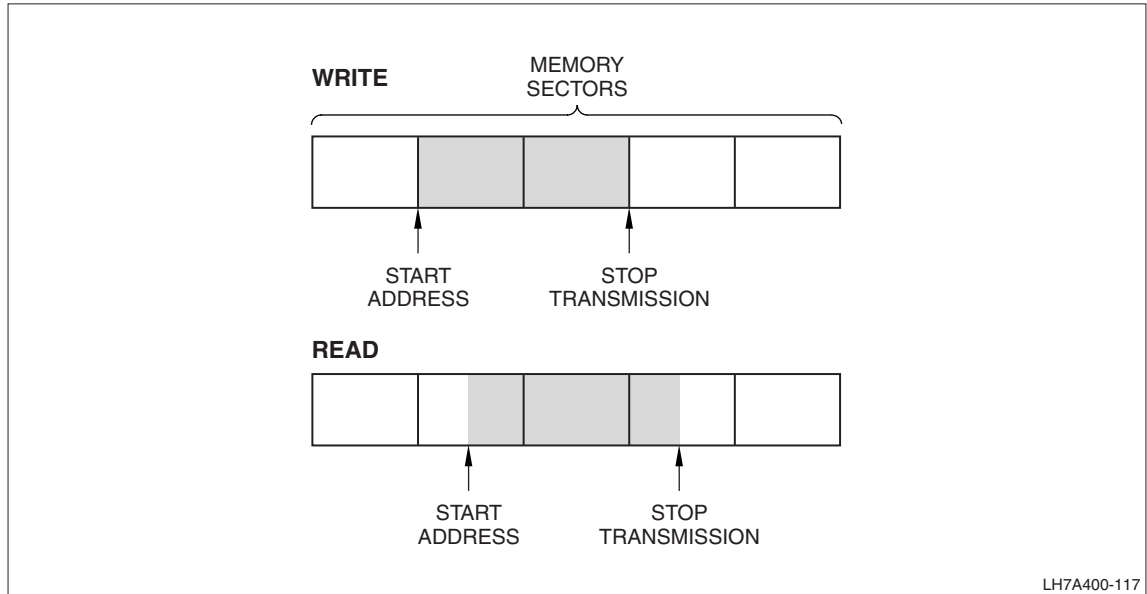 WRITE
MEMORY
SECTORS
START
ADDRESS
STOP
TRANSMISSION
READ
START
ADDRESS
STOP
TRANSMISSION
LH7A400-117